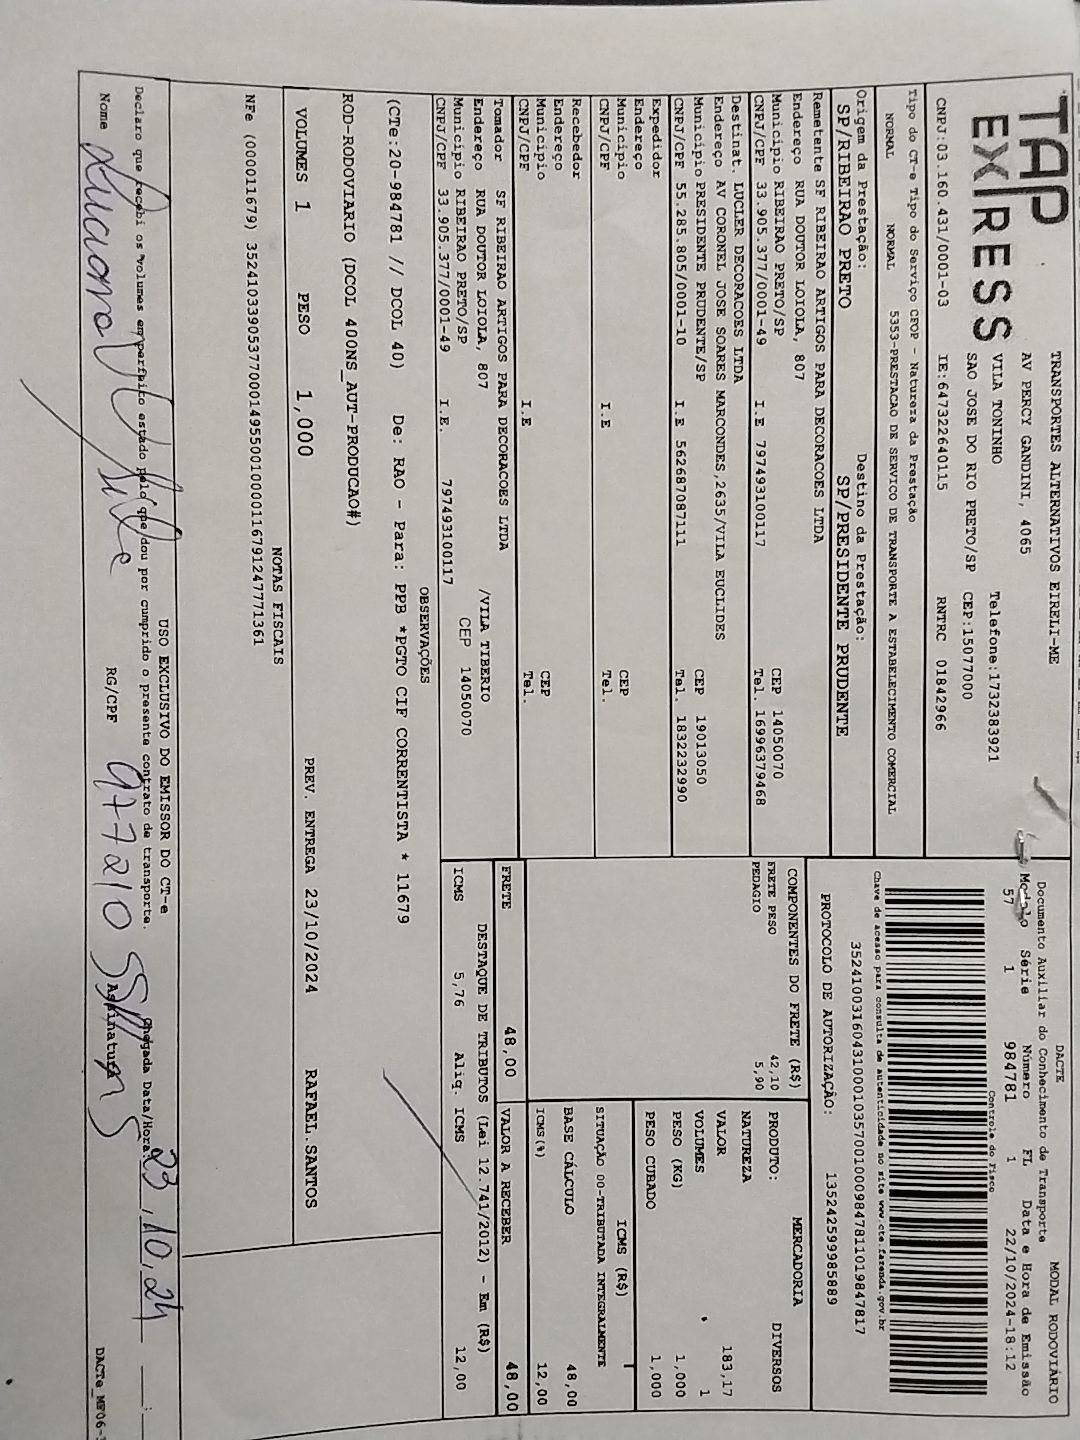 TAP
EXPRESS
TRANSPORTES ALTERNATIVOS EIRELI-ME
AV PERCY GANDINI, 4065
VILA TONINHO Telefone:1732383921
SAO JOSE DO RIO PRETO/SP CEP:15077000
CNPJ:03.160.431/0001-03 IE:647322640115 RNTRC 01842966
DACTE MODAL RODOVIÁRIO
Documento Auxiliar do Conhecimento de Transporte
Modelo Série Número FL Data e Hora de Emissão
57 1 984781 1 22/10/2024-18:12
Controle do Fisco
Chave de acesso para consulta de autenticidade no site www.cte.fazenda.gov.br
35241003160431000103570010009847811019847817
PROTOCOLO DE AUTORIZAÇÃO: 135242599985889
Tipo do CT-e Tipo do Serviço CFOP - Natureza da Prestação
NORMAL NORMAL 5353-PRESTACAO DE SERVICO DE TRANSPORTE A ESTABELECIMENTO COMERCIAL
Origem da Prestação: Destino da Prestação:
SP/RIBEIRAO PRETO SP/PRESIDENTE PRUDENTE
Remetente SF RIBEIRAO ARTIGOS PARA DECORACOES LTDA
Endereço RUA DOUTOR LOIOLA, 807
Município RIBEIRAO PRETO/SP CEP 14050070
CNPJ/CPF 33.905.377/0001-49 I.E 797493100117 Tel. 16996379468
Destinat. LUCLER DECORACOES LTDA
Endereço AV CORONEL JOSE SOARES MARCONDES,2635/VILA EUCLIDES
Município PRESIDENTE PRUDENTE/SP CEP 19013050
CNPJ/CPF 55.285.805/0001-10 I.E 562687087111 Tel. 1832232990
Expedidor
Endereço
Município CEP
CNPJ/CPF I.E Tel.
Recebedor
Endereço
Município CEP
CNPJ/CPF I.E Tel.
Tomador SF RIBEIRAO ARTIGOS PARA DECORACOES LTDA
Endereço RUA DOUTOR LOIOLA, 807 /VILA TIBERIO
Município RIBEIRAO PRETO/SP CEP 14050070
CNPJ/CPF 33.905.377/0001-49 I.E. 797493100117
COMPONENTES DO FRETE (R$)
FRETE PESO 42,10
PEDAGIO 5,90
FRETE 48,00
MERCADORIA
PRODUTO: DIVERSOS
NATUREZA
VALOR 183,17
VOLUMES 1
PESO (KG) 1,000
PESO CUBADO 1,000
ICMS (R$)
SITUAÇÃO 00-TRIBUTADA INTEGRALMENTE
BASE CÁLCULO 48,00
ICMS(%) 12,00
VALOR A RECEBER 48,00
DESTAQUE DE TRIBUTOS (Lei 12.741/2012) - Em (R$)
ICMS 5,76 Aliq. ICMS 12,00
OBSERVAÇÕES
(CTe:20-984781 // DCOL 40) De: RAO - Para: PPB *PGTO CIF CORRENTISTA * 11679
ROD-RODOVIARIO (DCOL 400NS_AUT-PRODUCAO#)
VOLUMES 1 PESO 1,000 PREV. ENTREGA 23/10/2024 RAFAEL.SANTOS
NOTAS FISCAIS
NFe (000011679) 35241033905377000149550010000116791247771361
USO EXCLUSIVO DO EMISSOR DO CT-e
Declaro que recebi os volumes em perfeito estado pelo que dou por cumprido o presente contrato de transporte.
Chegada Data/Hora: 23,10,24
Nome RG/CPF Assinatura